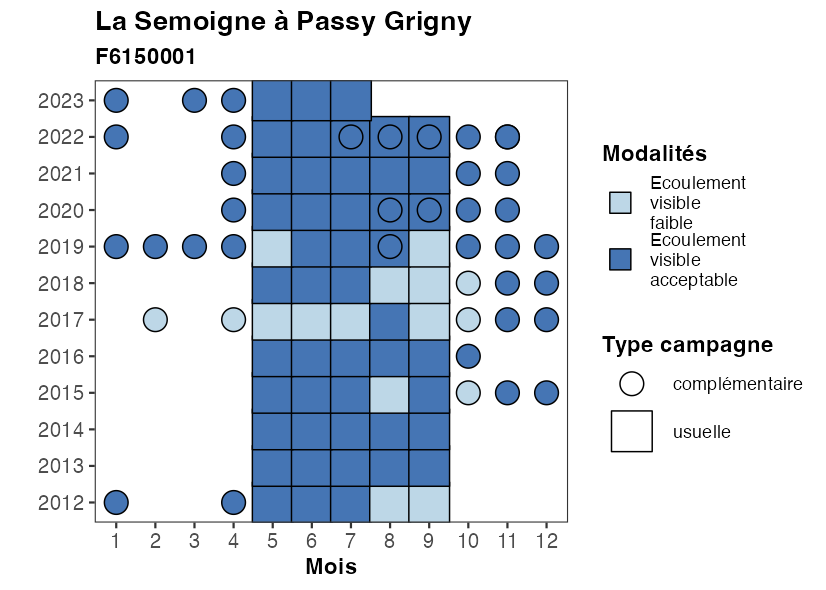 La Semoigne à Passy Grigny
F6150001
2023
2022
2021
2020
2019
2018
2017
2016
2015
2014
2013
2012
1 2 3 4 5 6 7 8 9 10 11 12
Mois
Modalités
Ecoulement
visible
faible
Ecoulement
visible
acceptable
Type campagne
complémentaire
usuelle